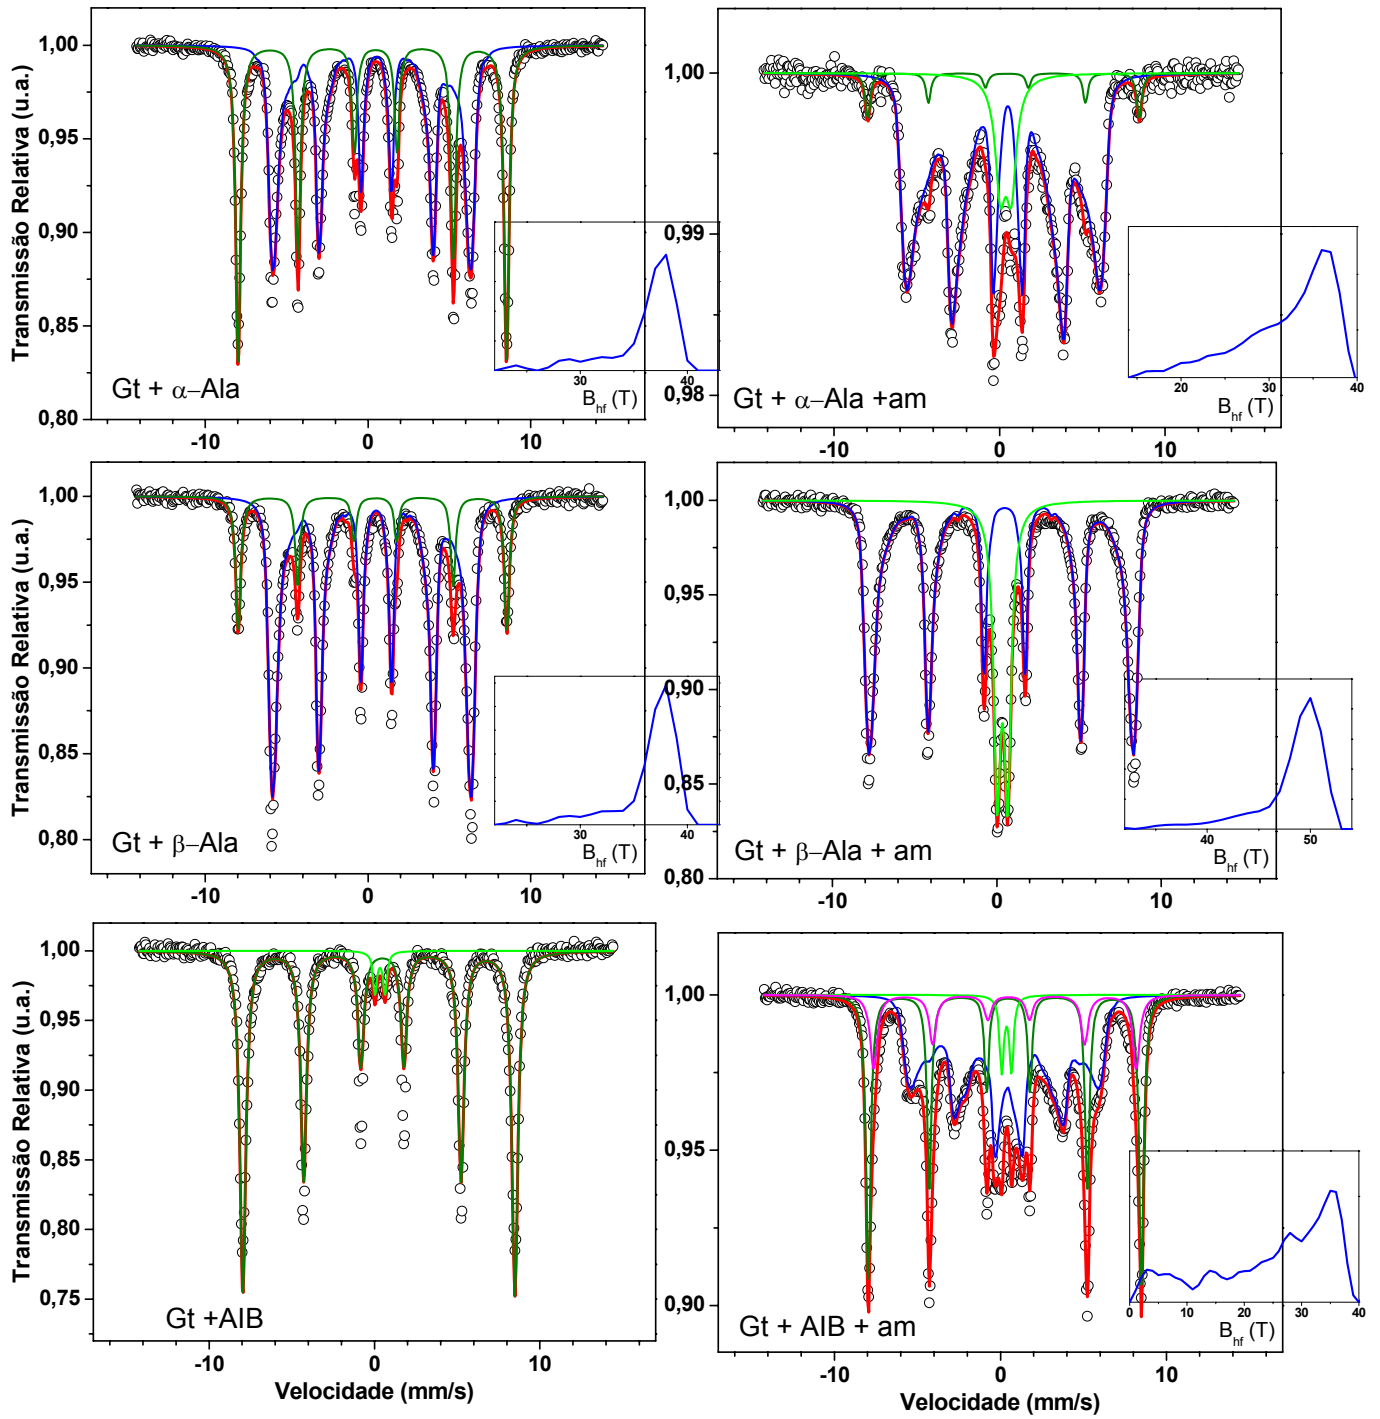 Transmissão Relativa (u.a.)
1,00
0,95
0,90
0,85
0,80
-10 0 10
Gt + α–Ala
30 40
B_hf (T)
1,00
0,99
0,98
-10 0 10
Gt + α–Ala +am
20 30 40
B_hf (T)
Transmissão Relativa (u.a.)
1,00
0,95
0,90
0,85
0,80
-10 0 10
Gt + β–Ala
30 40
B_hf (T)
1,00
0,95
0,90
0,85
0,80
-10 0 10
Gt + β–Ala + am
40 50
B_hf (T)
Transmissão Relativa (u.a.)
1,00
0,95
0,90
0,85
0,80
0,75
-10 0 10
Gt +AIB
Velocidade (mm/s)
1,00
0,95
0,90
-10 0 10
Gt + AIB + am
0 10 20 30 40
B_hf (T)
Velocidade (mm/s)